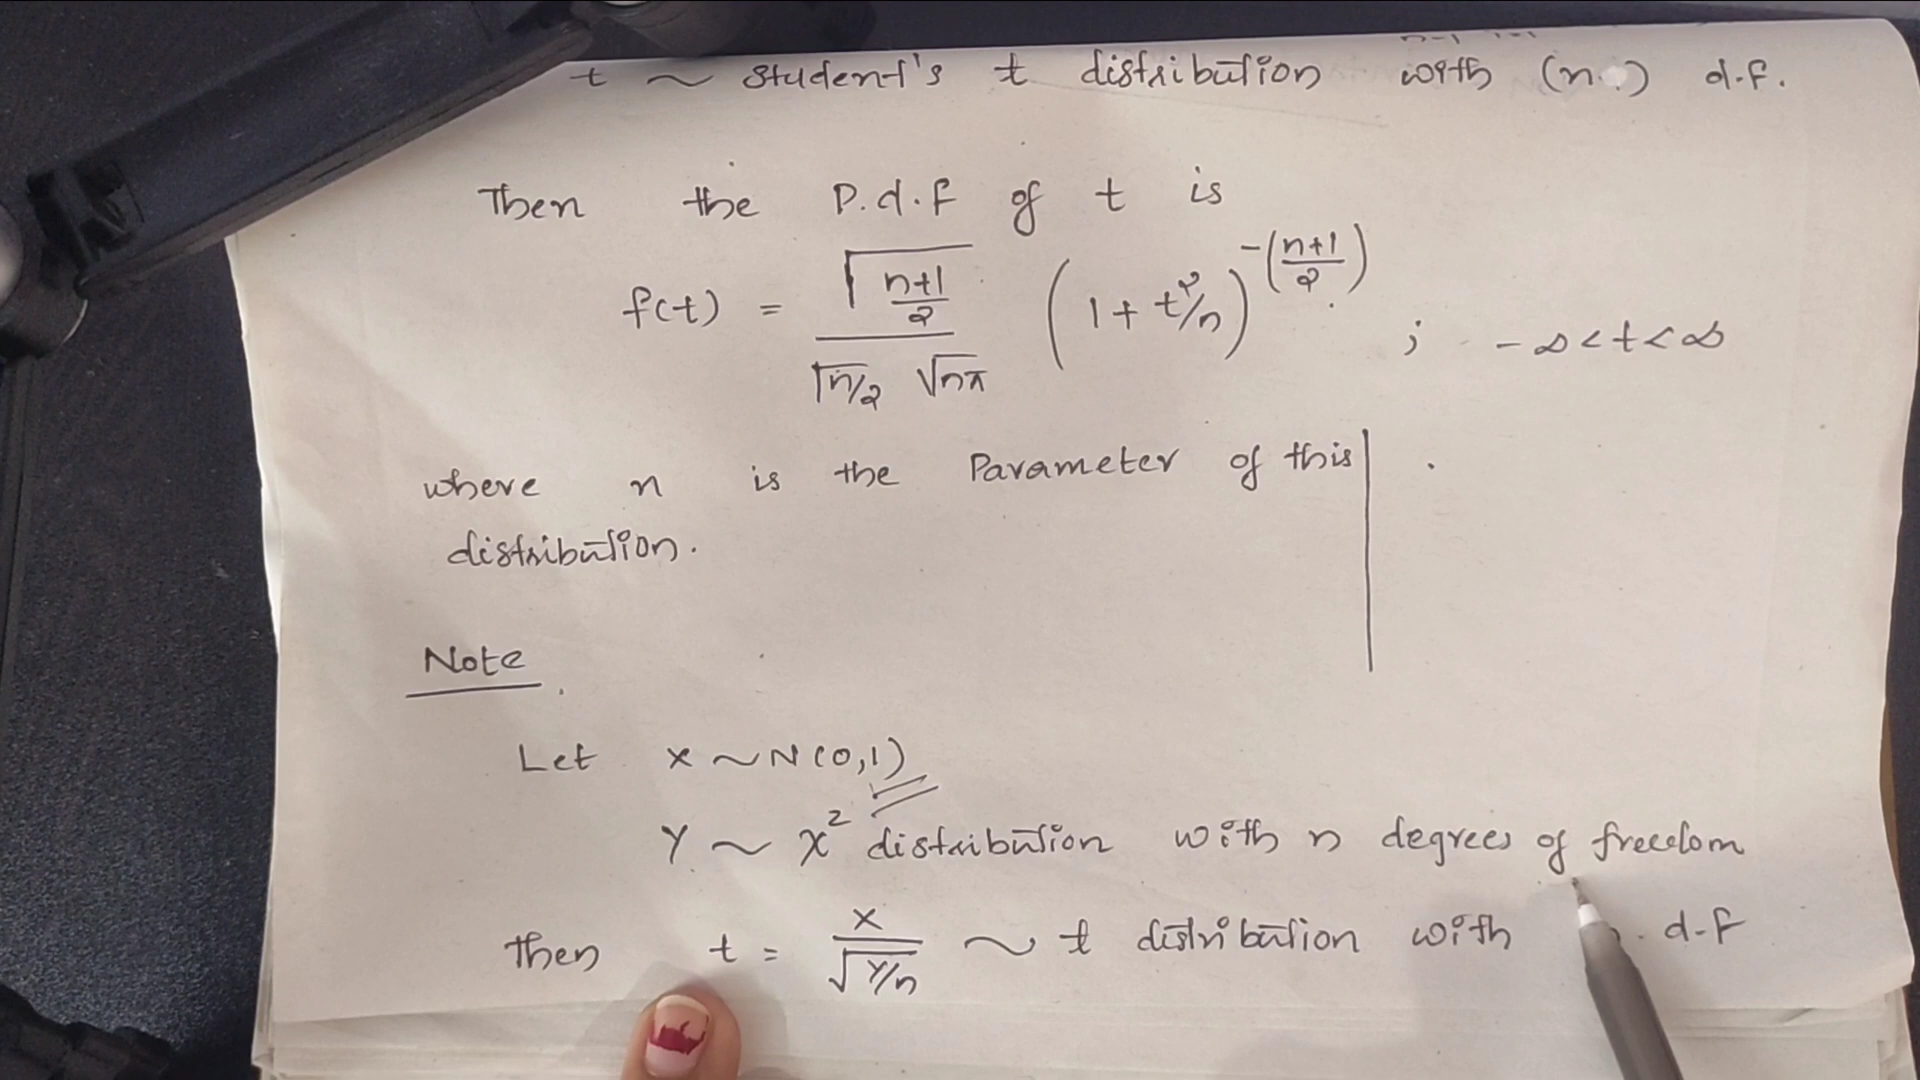 t ~ Student's t distribution with (n ) d.f.
Then the P.d.f of t is
f(t) = Γ(n+1)/2 / Γn/2 √nπ (1 + t²/n)^-(n+1/2) ; -∞ < t < ∞
where n is the Parameter of this
distribution.
Note
Let X ~ N(0,1)
Y ~ χ² distribution with n degrees of freedom
Then t = X / √Y/n ~ t distribution with d.f